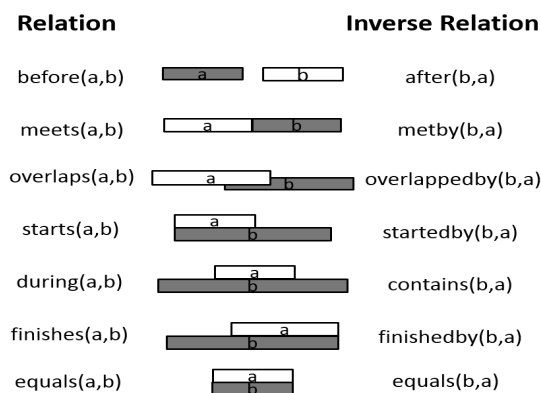 Relation Inverse Relation
before(a,b) a b after(b,a)
meets(a,b) a b metby(b,a)
overlaps(a,b) a b overlappedby(b,a)
starts(a,b) a b startedby(b,a)
during(a,b) a b contains(b,a)
finishes(a,b) a b finishedby(b,a)
equals(a,b) a b equals(b,a)